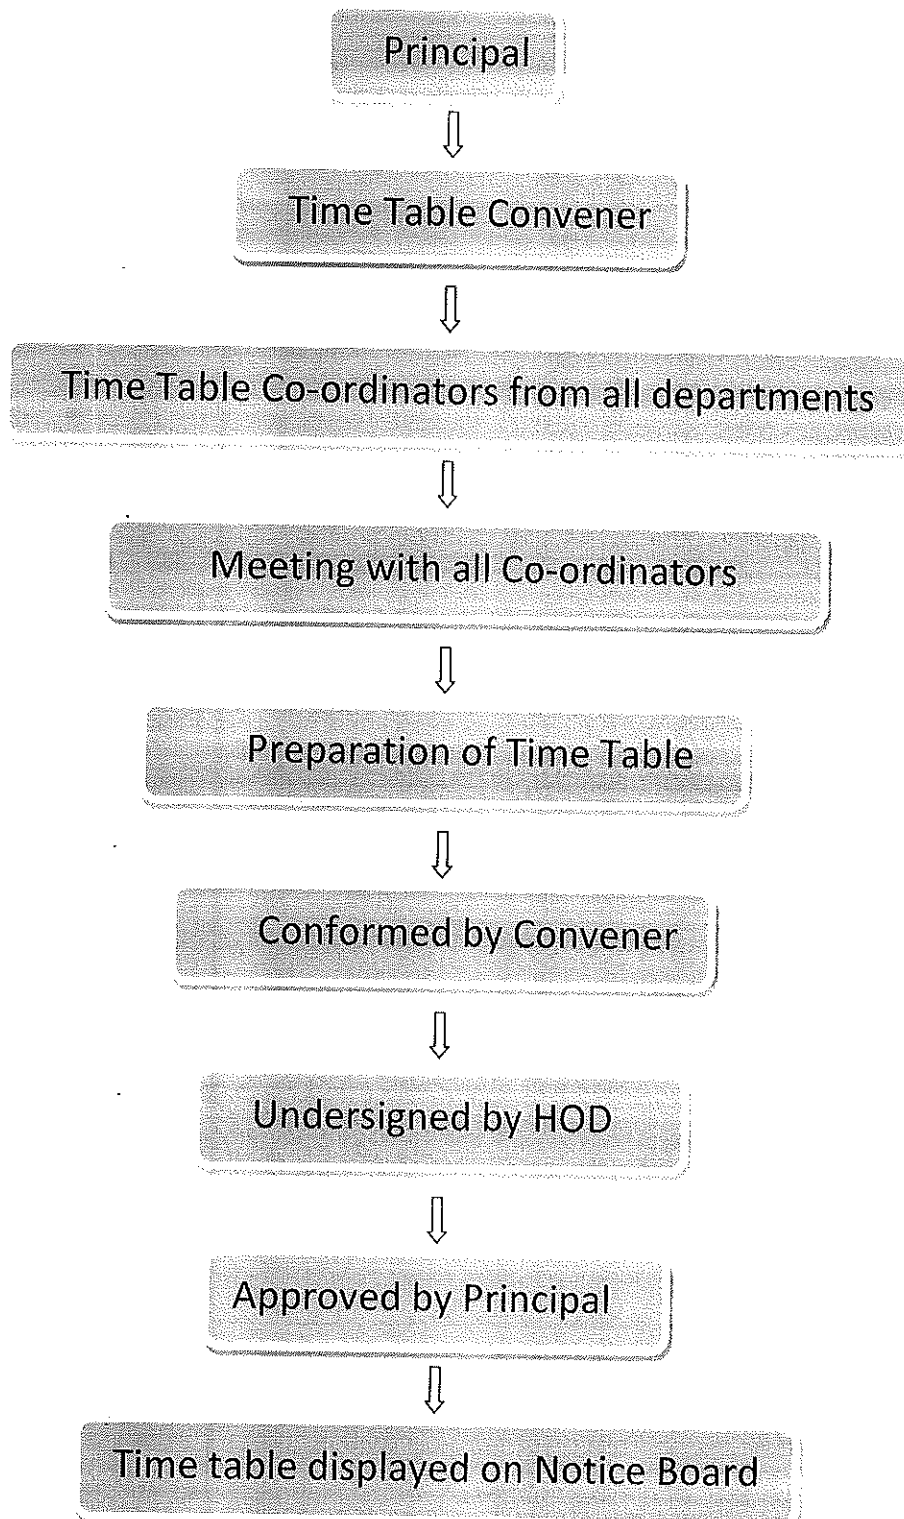 Principal
Time Table Convener
Time Table Co-ordinators from all departments
Meeting with all Co-ordinators
Preparation of Time Table
Conformed by Convener
Undersigned by HOD
Approved by Principal
Time table displayed on Notice Board